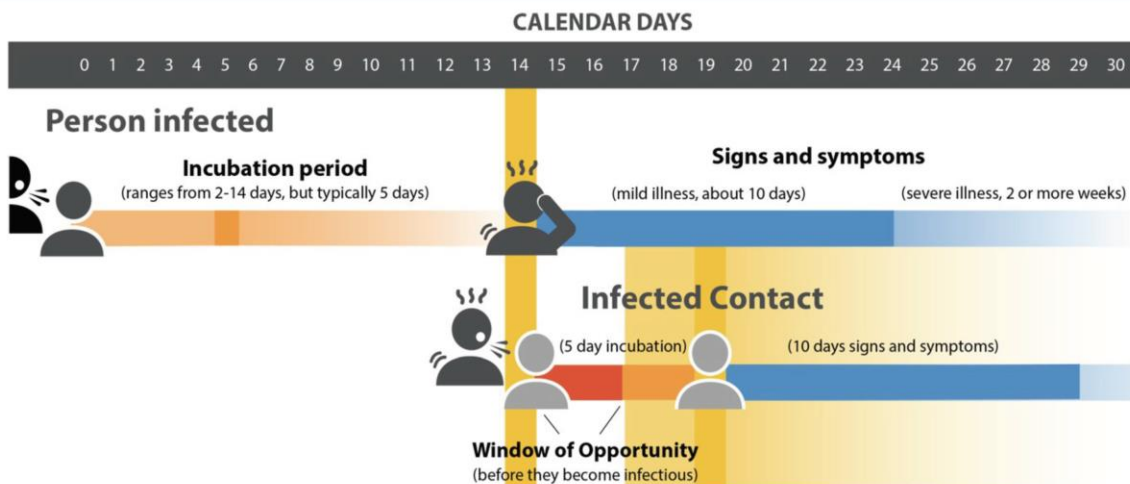 CALENDAR DAYS
0 1 2 3 4 5 6 7 8 9 10 11 12 13 14 15 16 17 18 19 20 21 22 23 24 25 26 27 28 29 30
Person infected
Incubation period
(ranges from 2-14 days, but typically 5 days)
Signs and symptoms
(mild illness, about 10 days)
(severe illness, 2 or more weeks)
Infected Contact
(5 day incubation)
(10 days signs and symptoms)
Window of Opportunity
(before they become infectious)